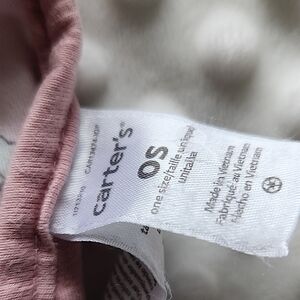 carter's®
OS
one size/taille unique
unitalla
Made in Vietnam
Fabriqué au Vietnam
Hecho en Vietnam